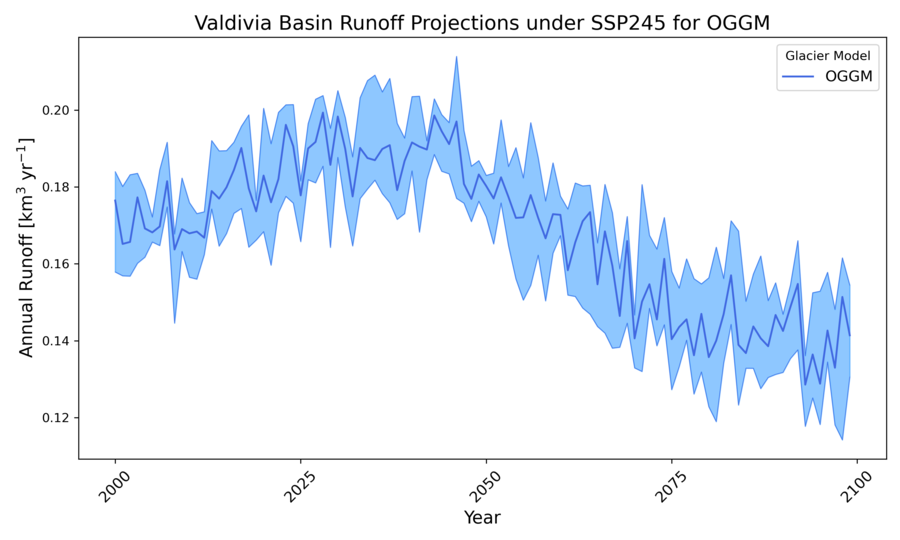 Valdivia Basin Runoff Projections under SSP245 for OGGM
Glacier Model
OGGM
Annual Runoff [km³ yr⁻¹]
0.20
0.18
0.16
0.14
0.12
2000
2025
2050
2075
2100
Year